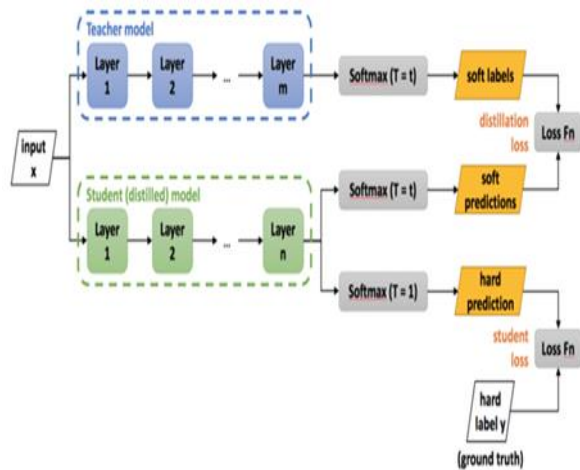 Teacher model
Layer
1
Layer
2
...
Layer
m
Softmax (T = t)
soft labels
input
x
distillation
loss
Loss Fn
Student (distilled) model
Layer
1
Layer
2
...
Layer
n
Softmax (T = t)
soft
predictions
Softmax (T = 1)
hard
prediction
student
loss
Loss Fn
hard
label y
(ground truth)